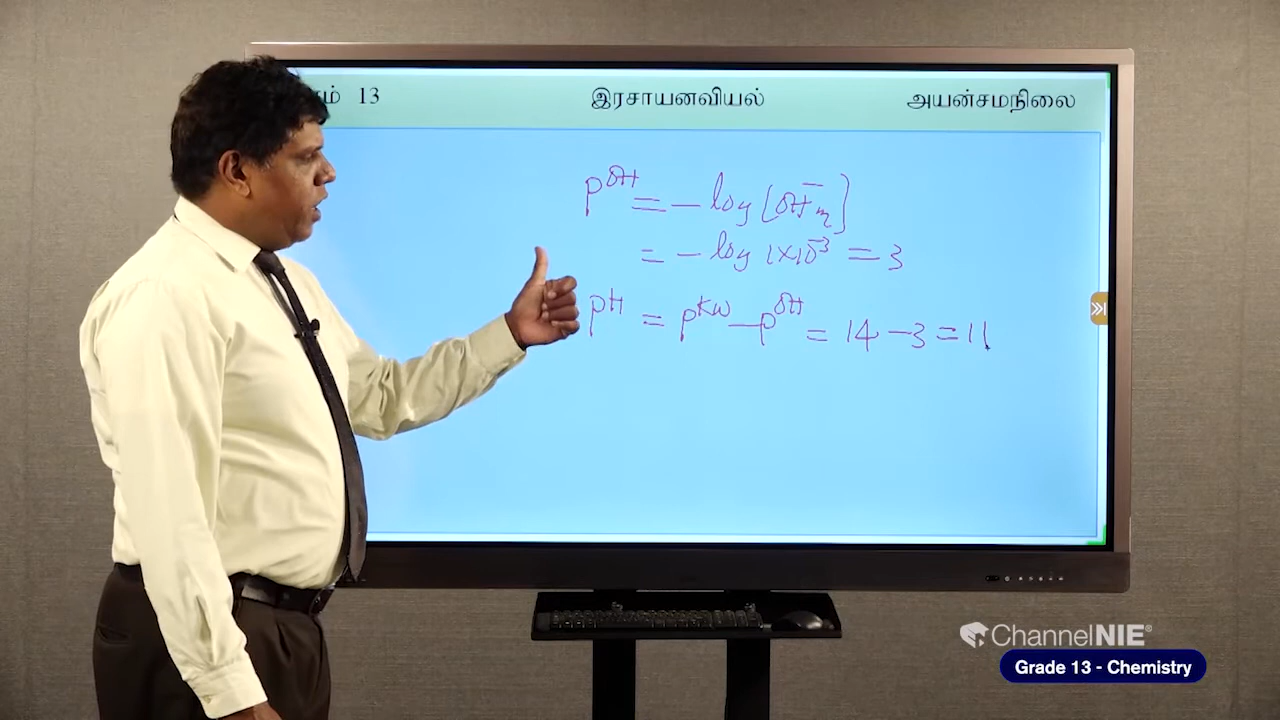 ம் 13 இரசாயனவியல் அயன்சமநிலை
pOH = - log [OH⁻]
= - log 1×10⁻³ = 3
pH = pKw - pOH = 14 - 3 = 11
ChannelNIE®
Grade 13 - Chemistry